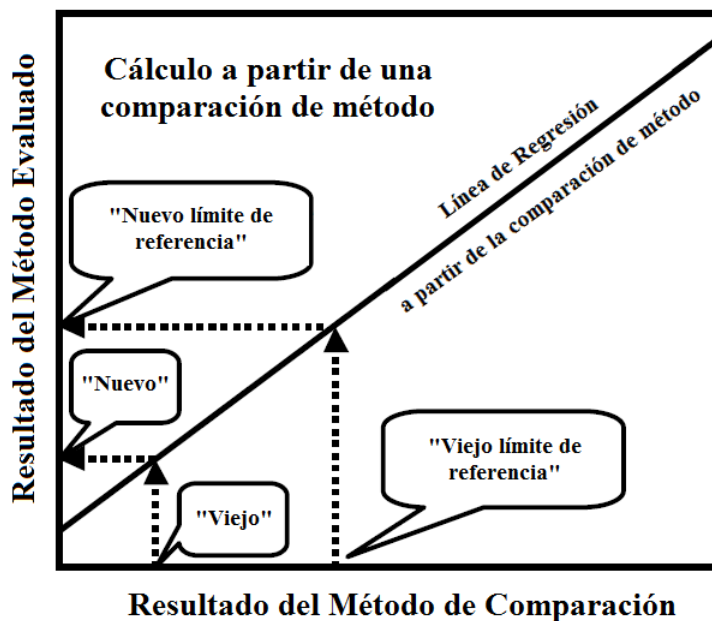 Cálculo a partir de una
comparación de método
Resultado del Método Evaluado
Línea de Regresión
a partir de la comparación de método
"Nuevo límite de
referencia"
"Nuevo"
"Viejo límite de
referencia"
"Viejo"
Resultado del Método de Comparación